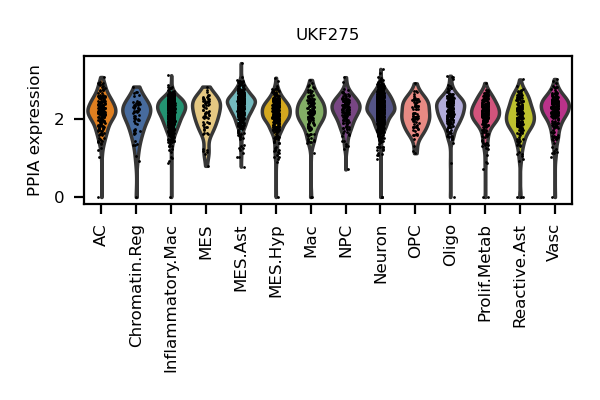 UKF275
PPIA expression
2
0
AC
Chromatin.Reg
Inflammatory.Mac
MES
MES.Ast
MES.Hyp
Mac
NPC
Neuron
OPC
Oligo
Prolif.Metab
Reactive.Ast
Vasc